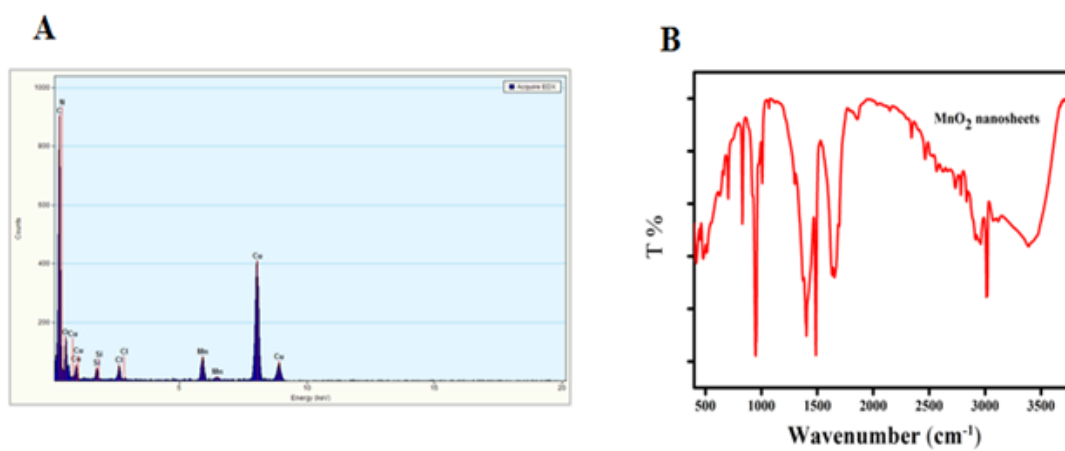 A
B
Acquire EDX
1000
800
600
400
200
Counts
N
C
O
Cu
Cu
Si
Si
Cl
Cl
Mn
Mn
Cu
Cu
5
10
15
20
Energy (keV)
MnO2 nanosheets
T %
500 1000 1500 2000 2500 3000 3500
Wavenumber (cm-1)